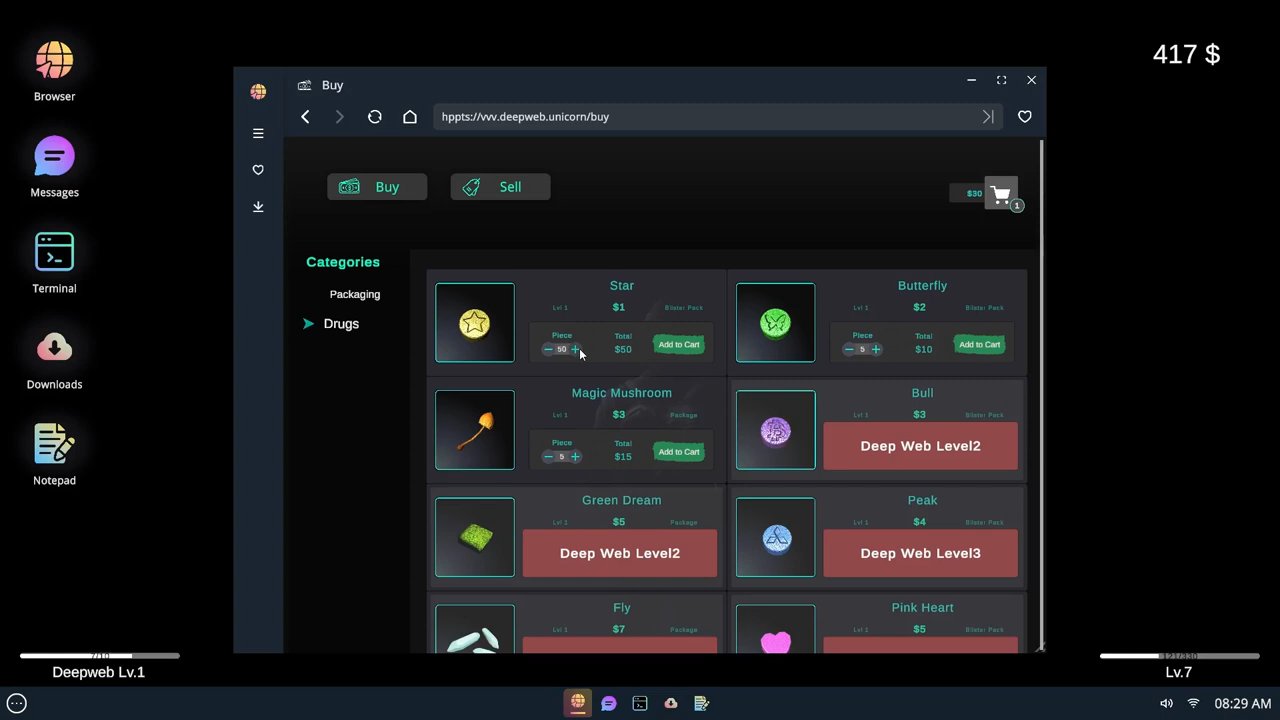 417 $
Browser
Messages
Terminal
Downloads
Notepad
Buy
hppts://vvv.deepweb.unicorn/buy
Buy
Sell
$30
1
Categories
Packaging
Drugs
Star
Lvl 1 $1 Blister Pack
Piece Total
50 $50 Add to Cart
Butterfly
Lvl 1 $2 Blister Pack
Piece Total
5 $10 Add to Cart
Magic Mushroom
Lvl 1 $3 Package
Piece Total
5 $15 Add to Cart
Bull
Lvl 1 $3 Blister Pack
Deep Web Level2
Green Dream
Lvl 1 $5 Package
Deep Web Level2
Peak
Lvl 1 $4 Blister Pack
Deep Web Level3
Fly
Lvl 1 $7 Package
Pink Heart
Lvl 1 $5 Blister Pack
7/10
Deepweb Lv.1
121/330
Lv.7
08:29 AM